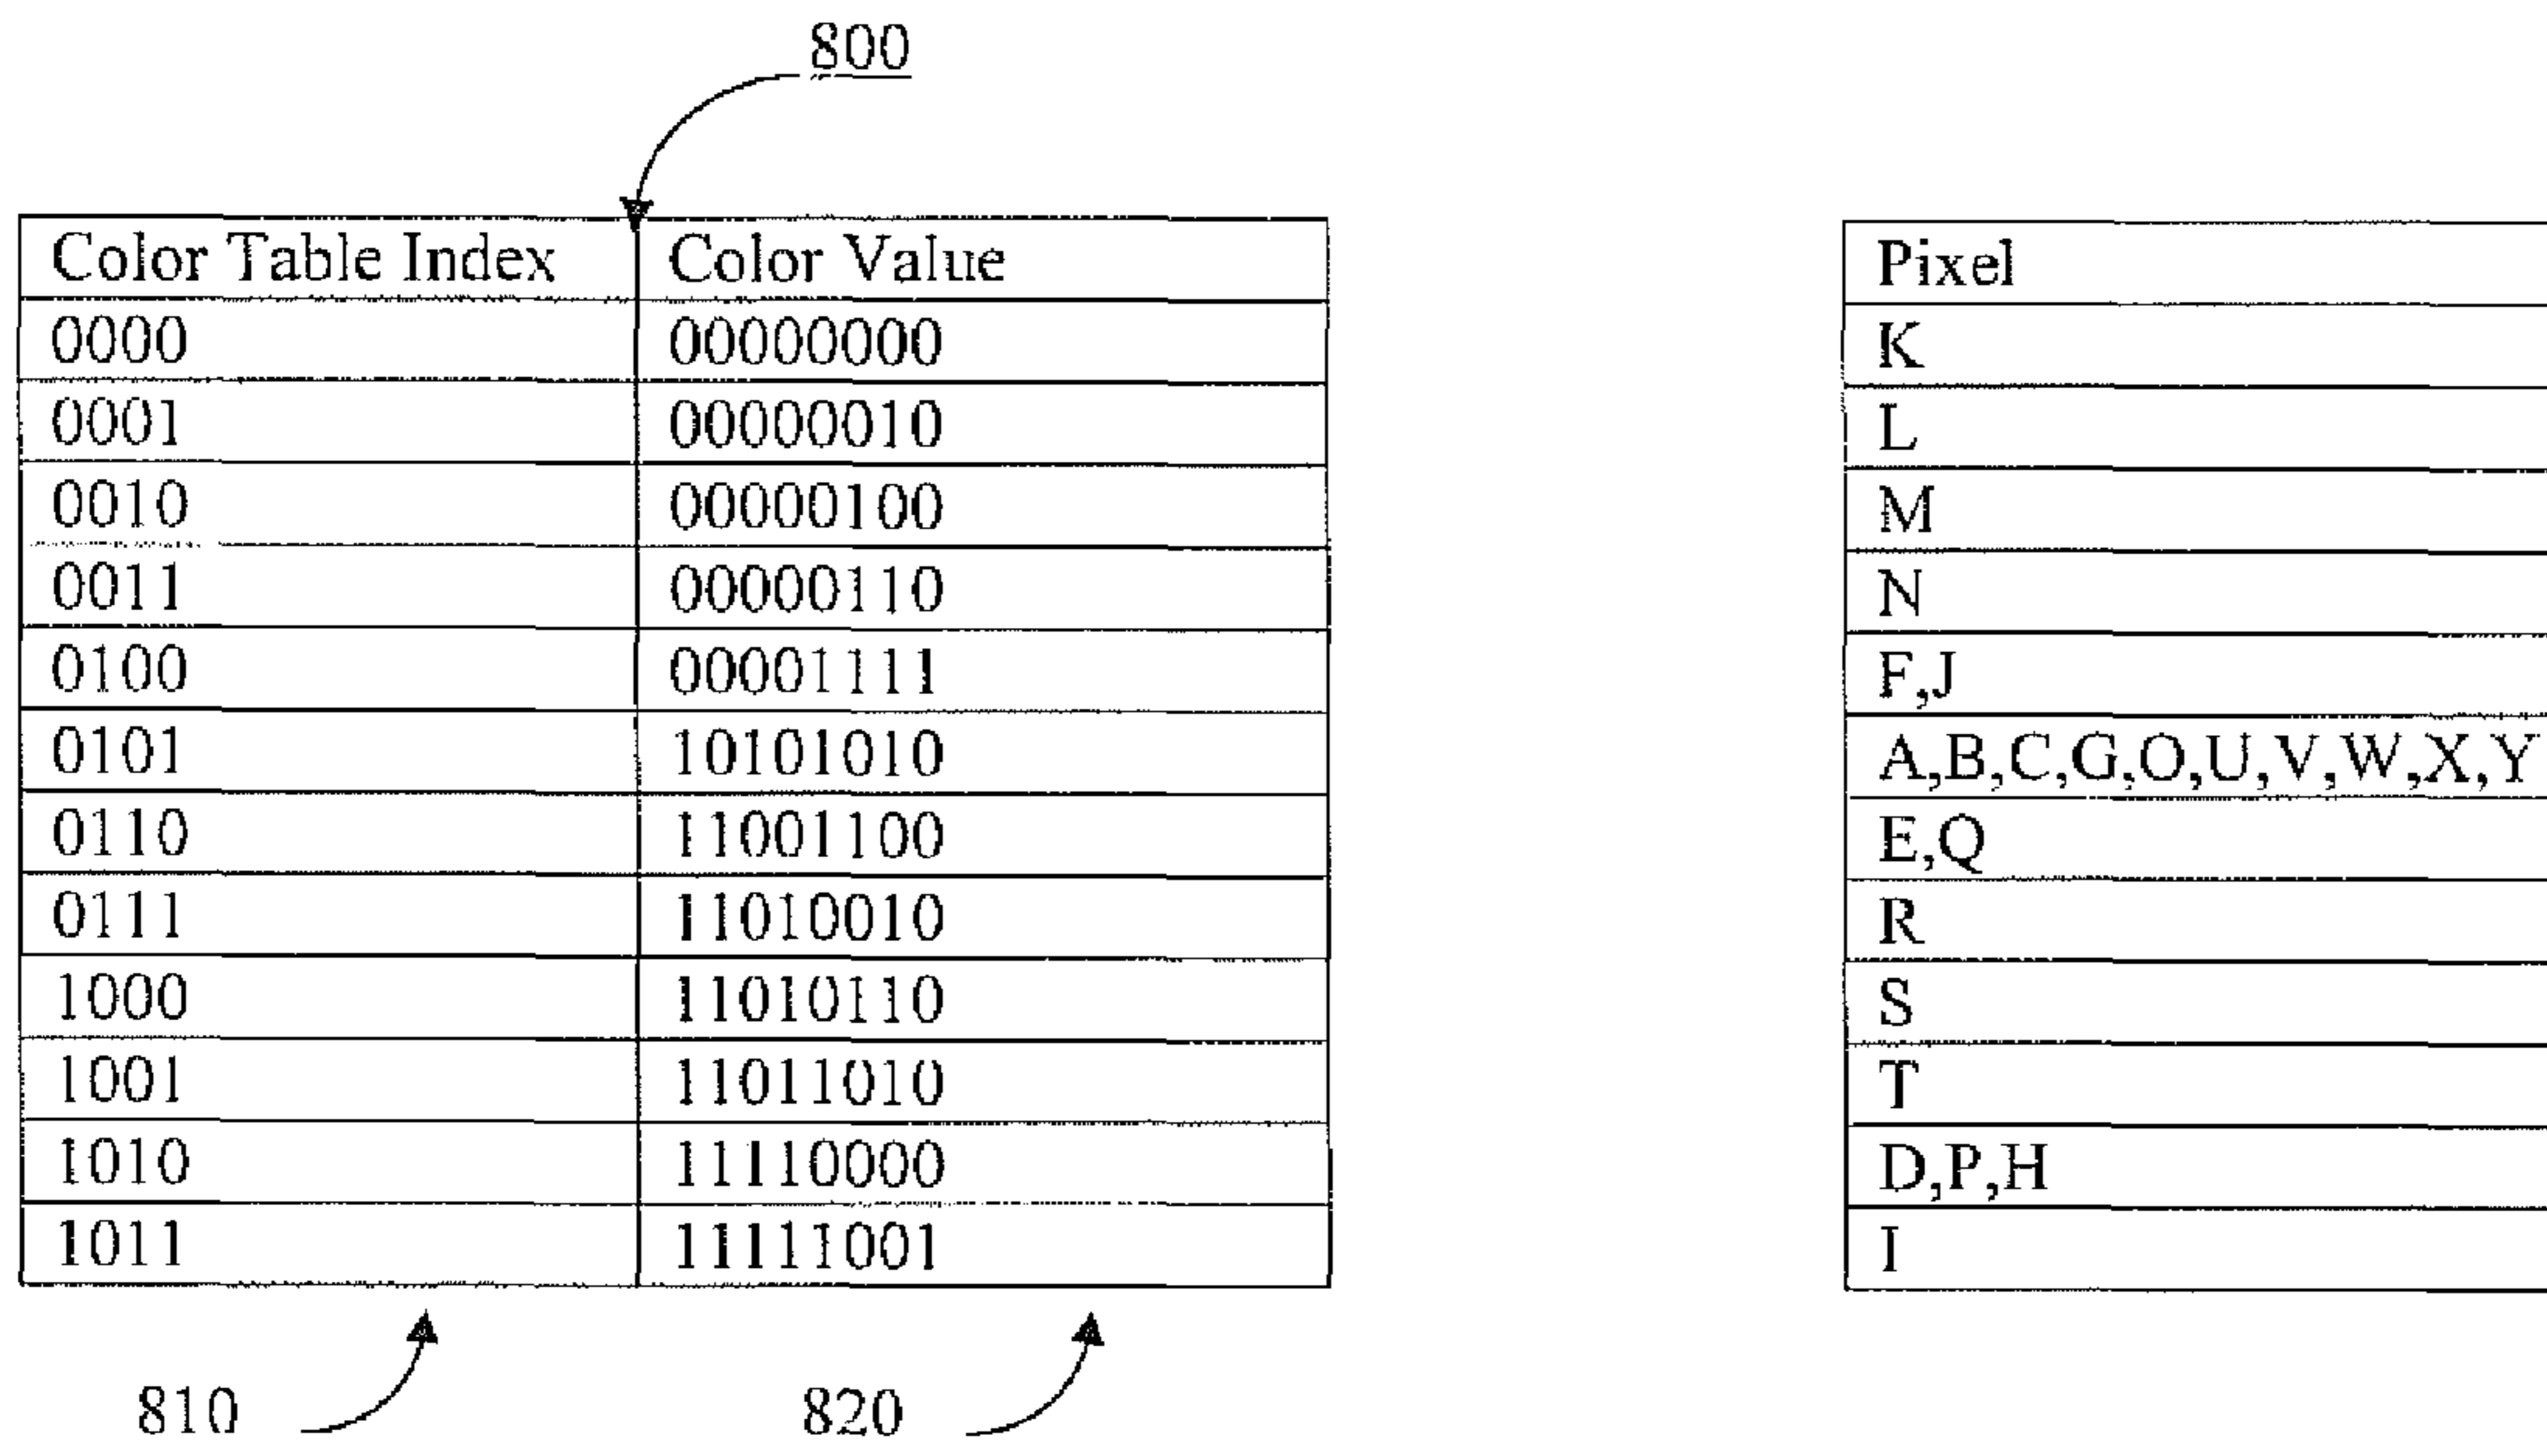 800
Color Table Index Color Value Pixel
0000 00000000 K
0001 00000010 L
0010 00000100 M
0011 00000110 N
0100 00001111 F,J
0101 10101010 A,B,C,G,O,U,V,W,X,Y
0110 11001100 E,Q
0111 11010010 R
1000 11010110 S
1001 11011010 T
1010 11110000 D,P,H
1011 11111001 I
810 820